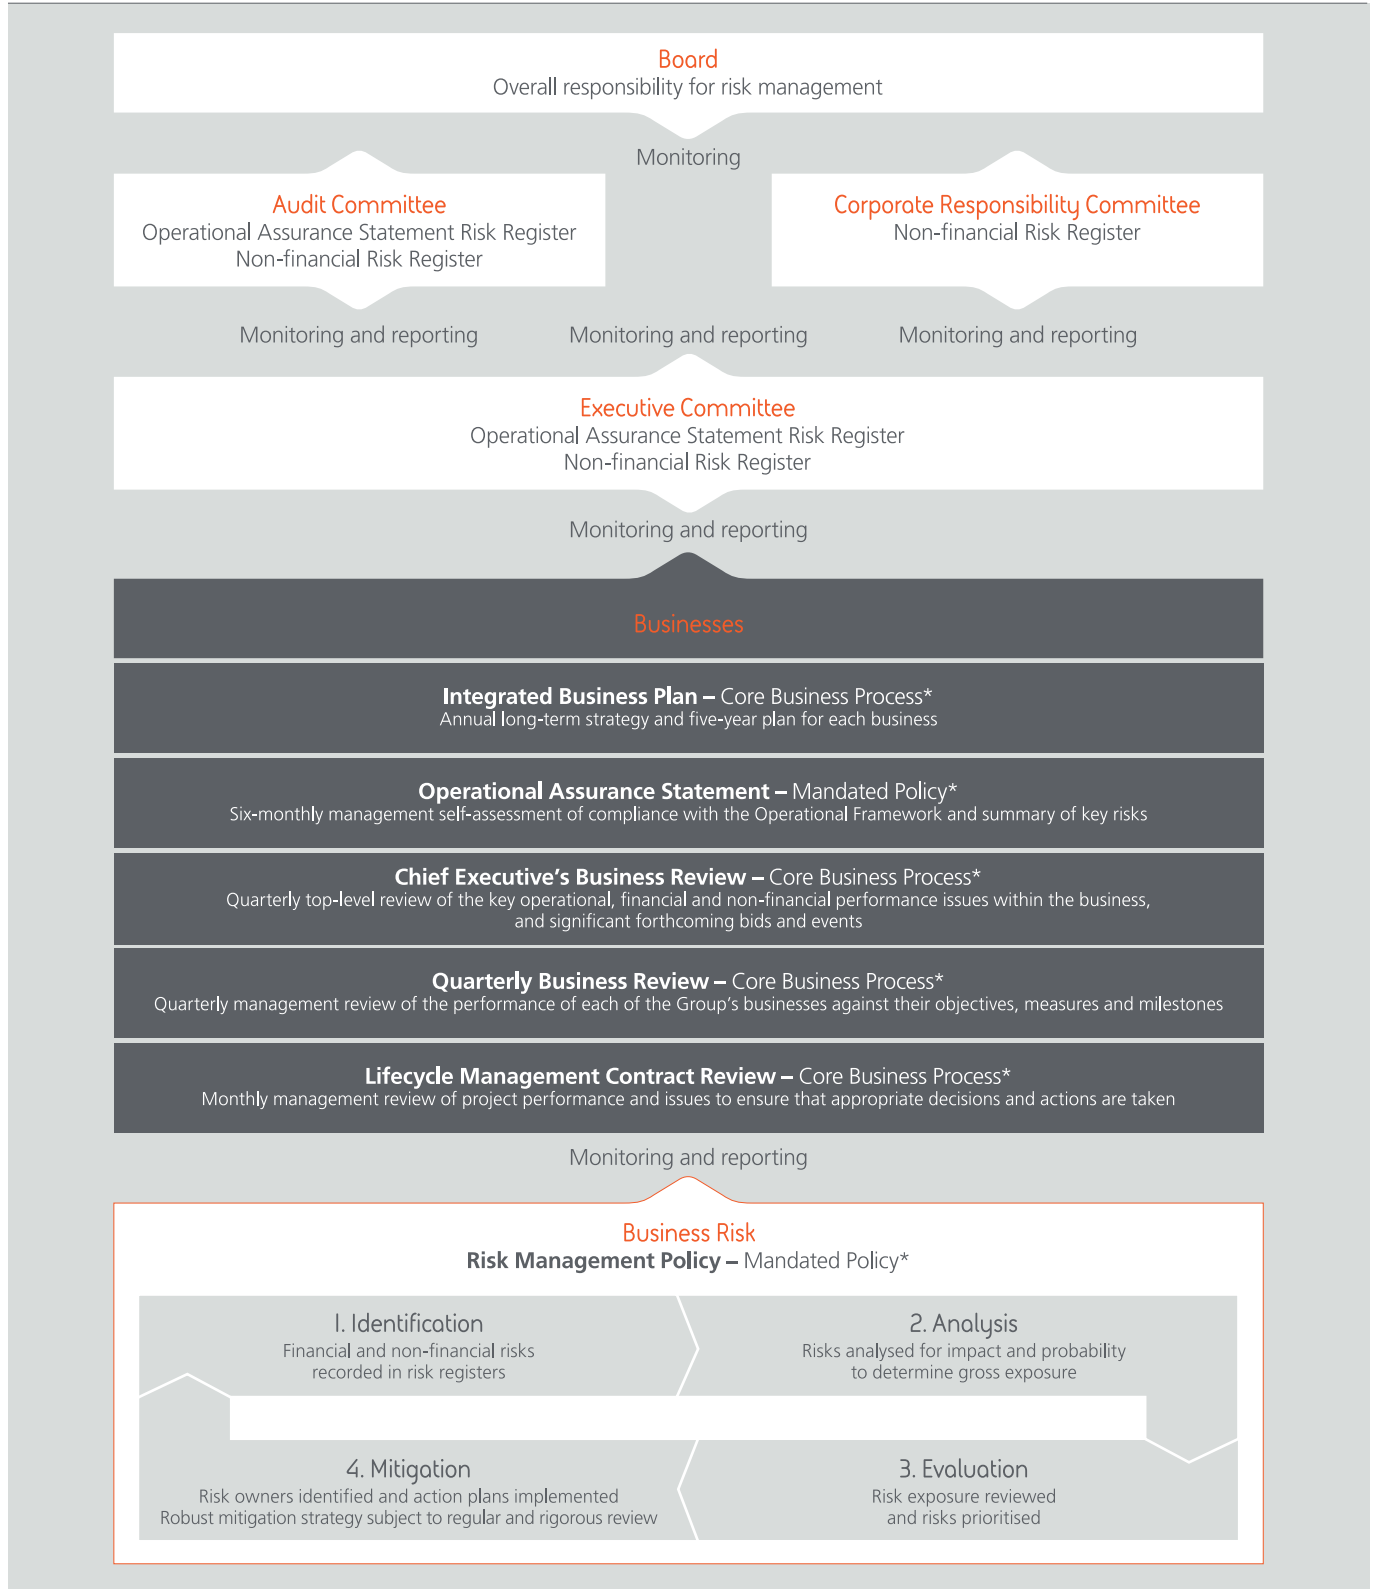 Board
Overall responsibility for risk management
Monitoring
Audit Committee
Operational Assurance Statement Risk Register
Non-financial Risk Register
Corporate Responsibility Committee
Non-financial Risk Register
Monitoring and reporting
Monitoring and reporting
Monitoring and reporting
Executive Committee
Operational Assurance Statement Risk Register
Non-financial Risk Register
Monitoring and reporting
Businesses
Integrated Business Plan – Core Business Process*
Annual long-term strategy and five-year plan for each business
Operational Assurance Statement – Mandated Policy*
Six-monthly management self-assessment of compliance with the Operational Framework and summary of key risks
Chief Executive's Business Review – Core Business Process*
Quarterly top-level review of the key operational, financial and non-financial performance issues within the business,
and significant forthcoming bids and events
Quarterly Business Review – Core Business Process*
Quarterly management review of the performance of each of the Group's businesses against their objectives, measures and milestones
Lifecycle Management Contract Review – Core Business Process*
Monthly management review of project performance and issues to ensure that appropriate decisions and actions are taken
Monitoring and reporting
Business Risk
Risk Management Policy – Mandated Policy*
1. Identification
Financial and non-financial risks
recorded in risk registers
2. Analysis
Risks analysed for impact and probability
to determine gross exposure
4. Mitigation
Risk owners identified and action plans implemented
Robust mitigation strategy subject to regular and rigorous review
3. Evaluation
Risk exposure reviewed
and risks prioritised